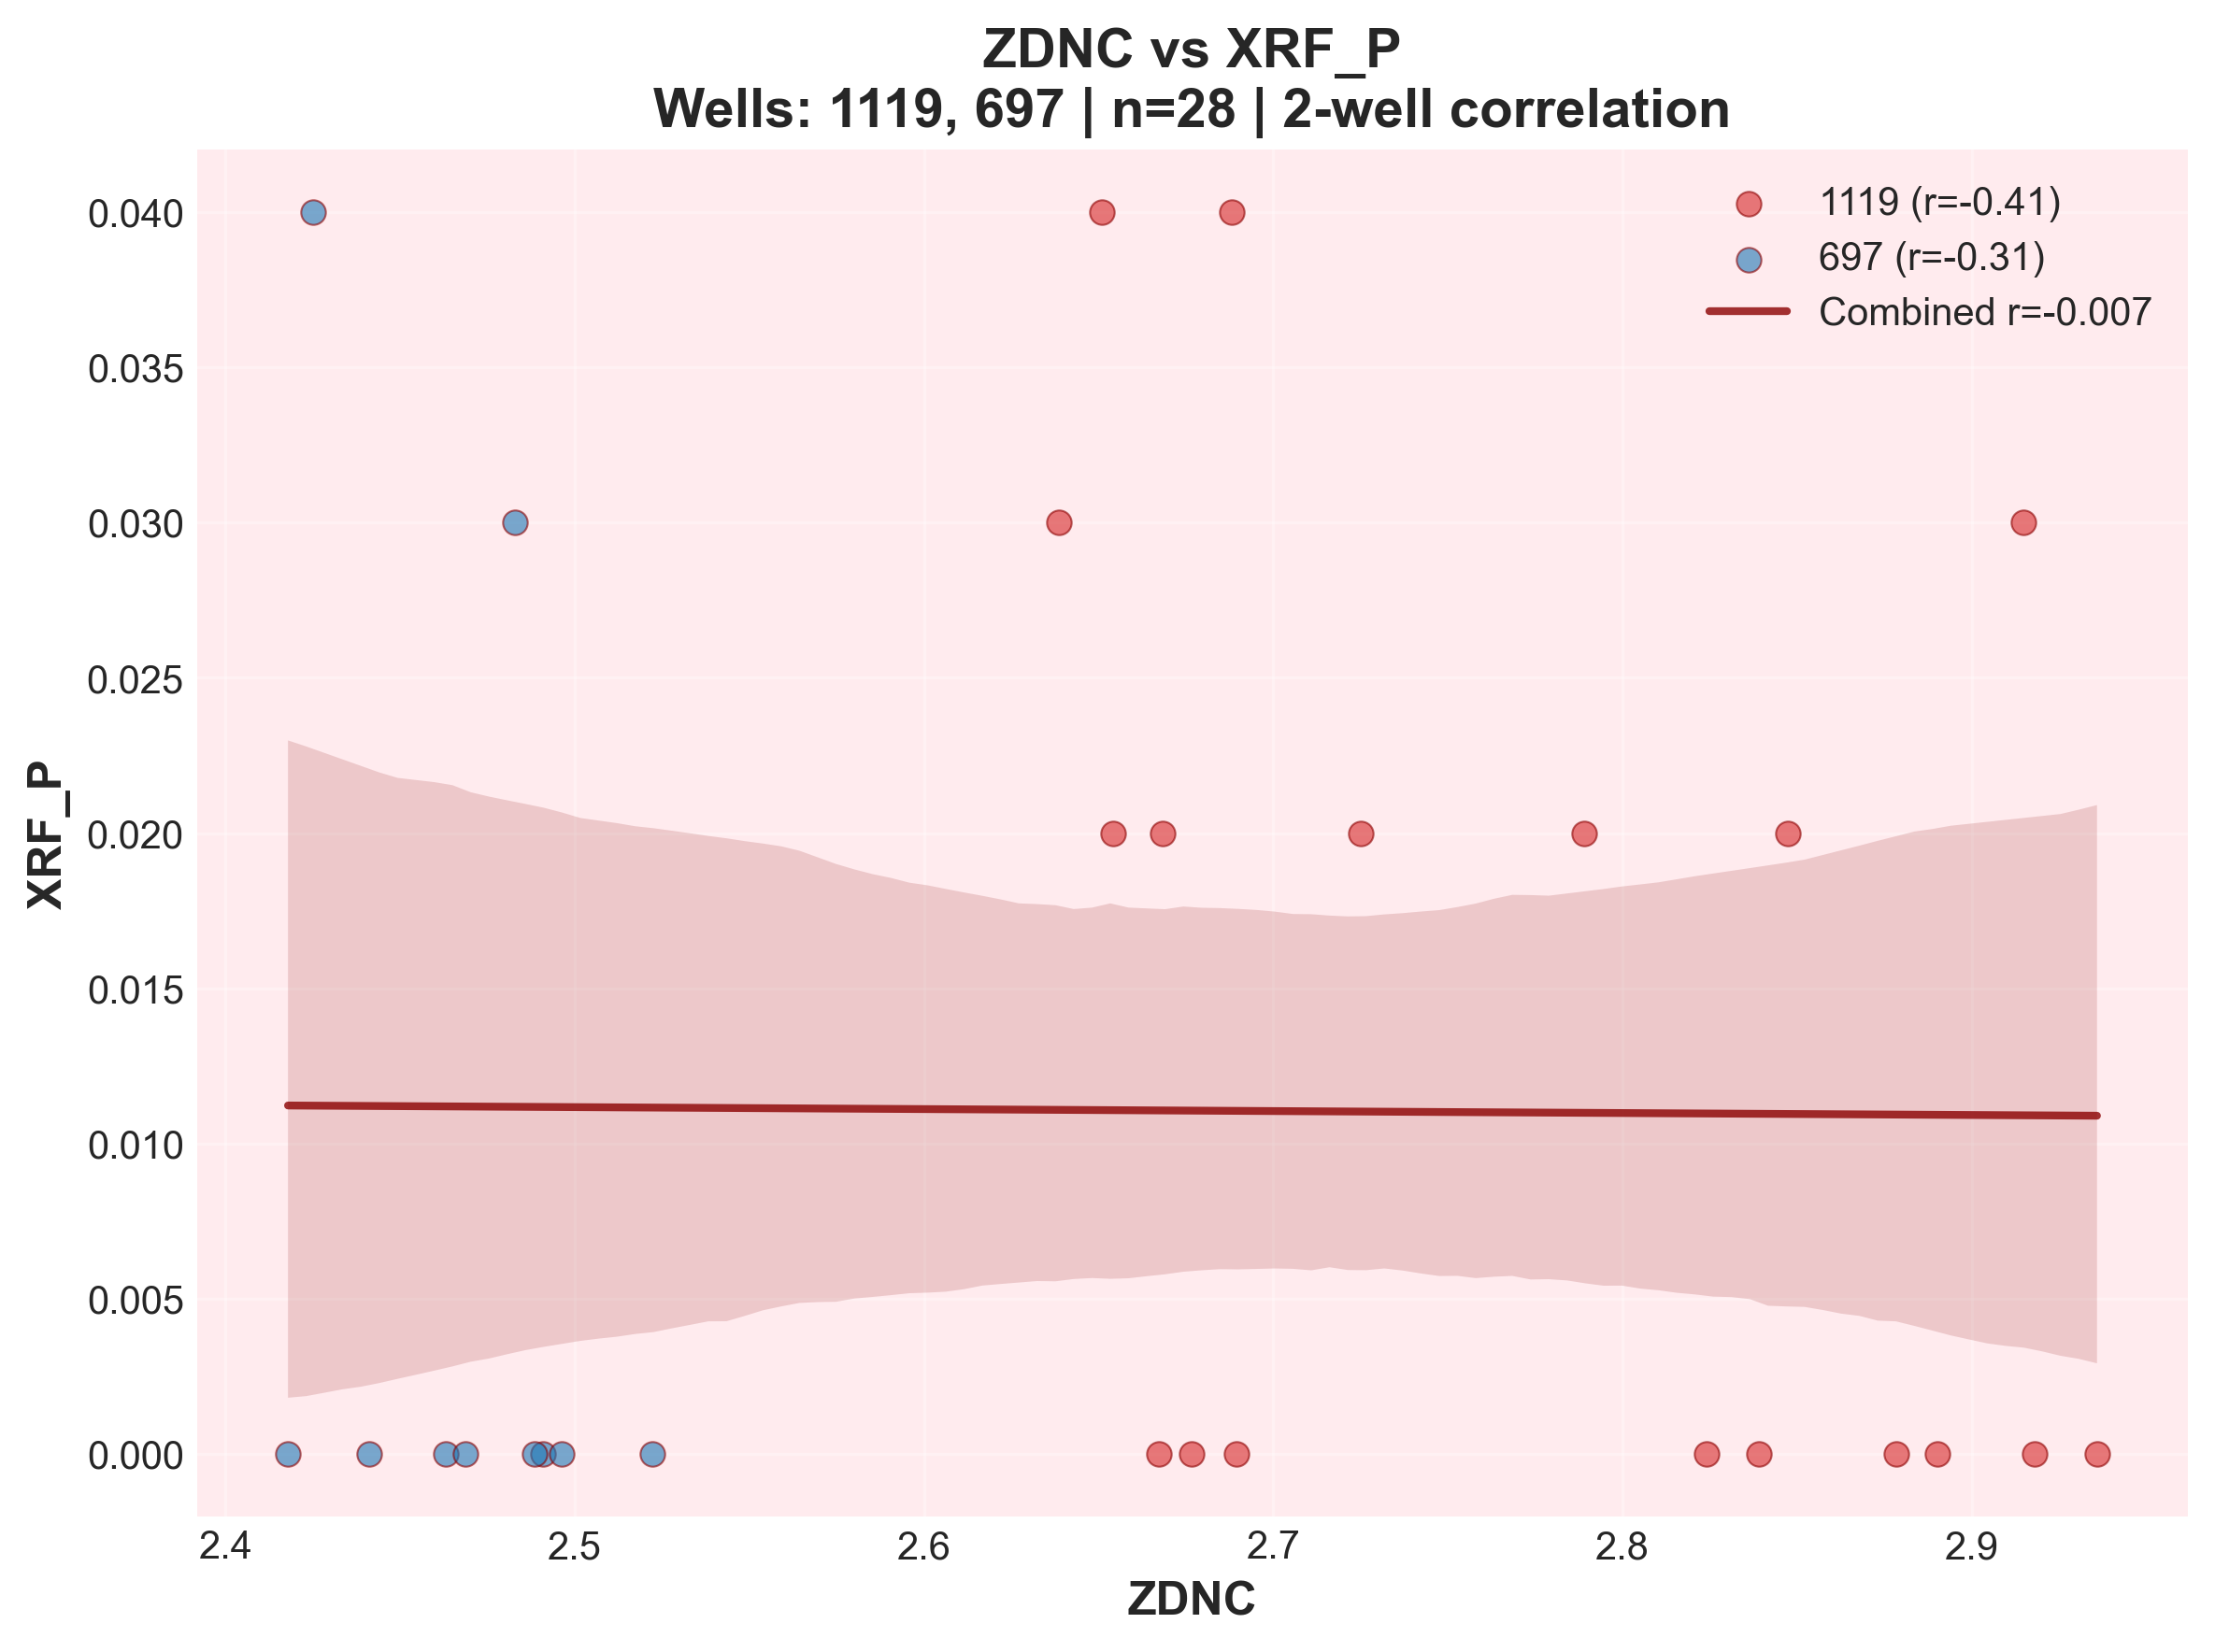 ZDNC vs XRF_P
Wells: 1119, 697 | n=28 | 2-well correlation
1119 (r=-0.41)
697 (r=-0.31)
Combined r=-0.007
XRF_P
0.040
0.035
0.030
0.025
0.020
0.015
0.010
0.005
0.000
2.4 2.5 2.6 2.7 2.8 2.9
ZDNC